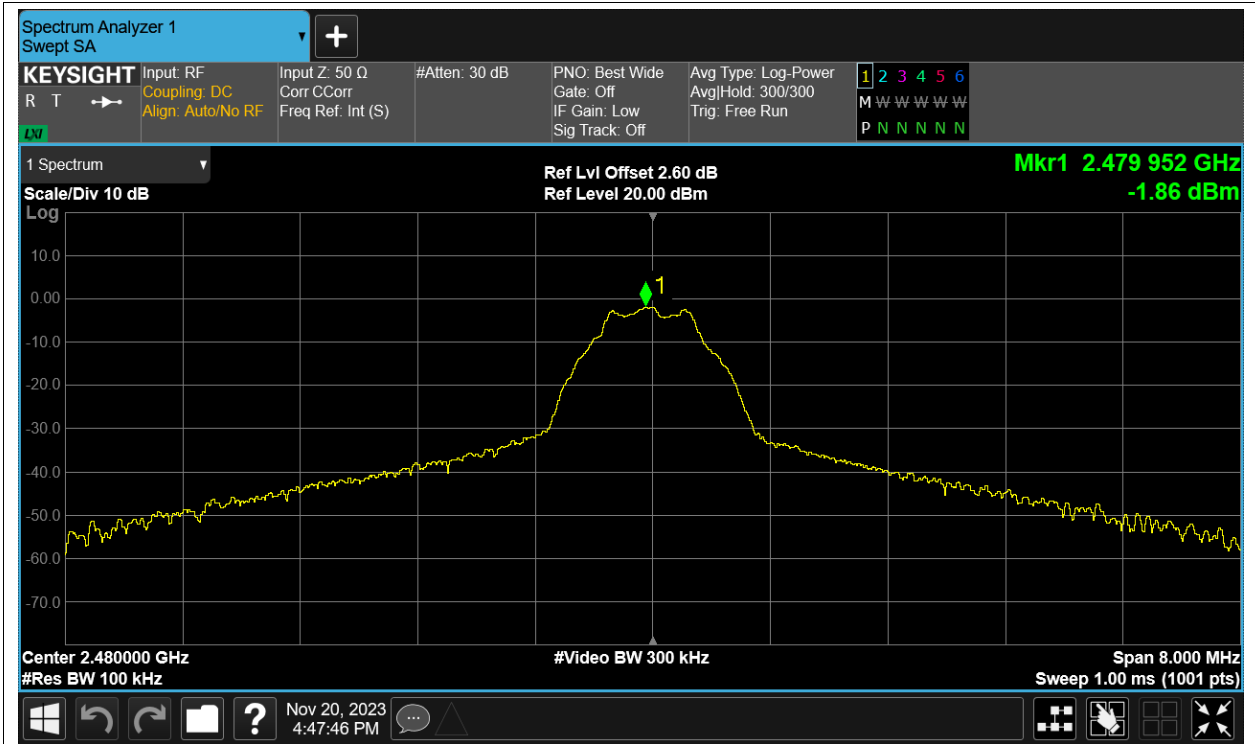 Spectrum Analyzer 1
Swept SA
KEYSIGHT
R T
LXI
Input: RF
Coupling: DC
Align: Auto/No RF
Input Z: 50 Ω
Corr CCorr
Freq Ref: Int (S)
#Atten: 30 dB
PNO: Best Wide
Gate: Off
IF Gain: Low
Sig Track: Off
Avg Type: Log-Power
Avg|Hold: 300/300
Trig: Free Run
1 2 3 4 5 6
M W W W W W
P N N N N N
1 Spectrum
Scale/Div 10 dB
Log
Ref Lvl Offset 2.60 dB
Ref Level 20.00 dBm
Mkr1 2.479 952 GHz
-1.86 dBm
1
10.0
0.00
-10.0
-20.0
-30.0
-40.0
-50.0
-60.0
-70.0
Center 2.480000 GHz
#Res BW 100 kHz
#Video BW 300 kHz
Span 8.000 MHz
Sweep 1.00 ms (1001 pts)
?
Nov 20, 2023
4:47:46 PM